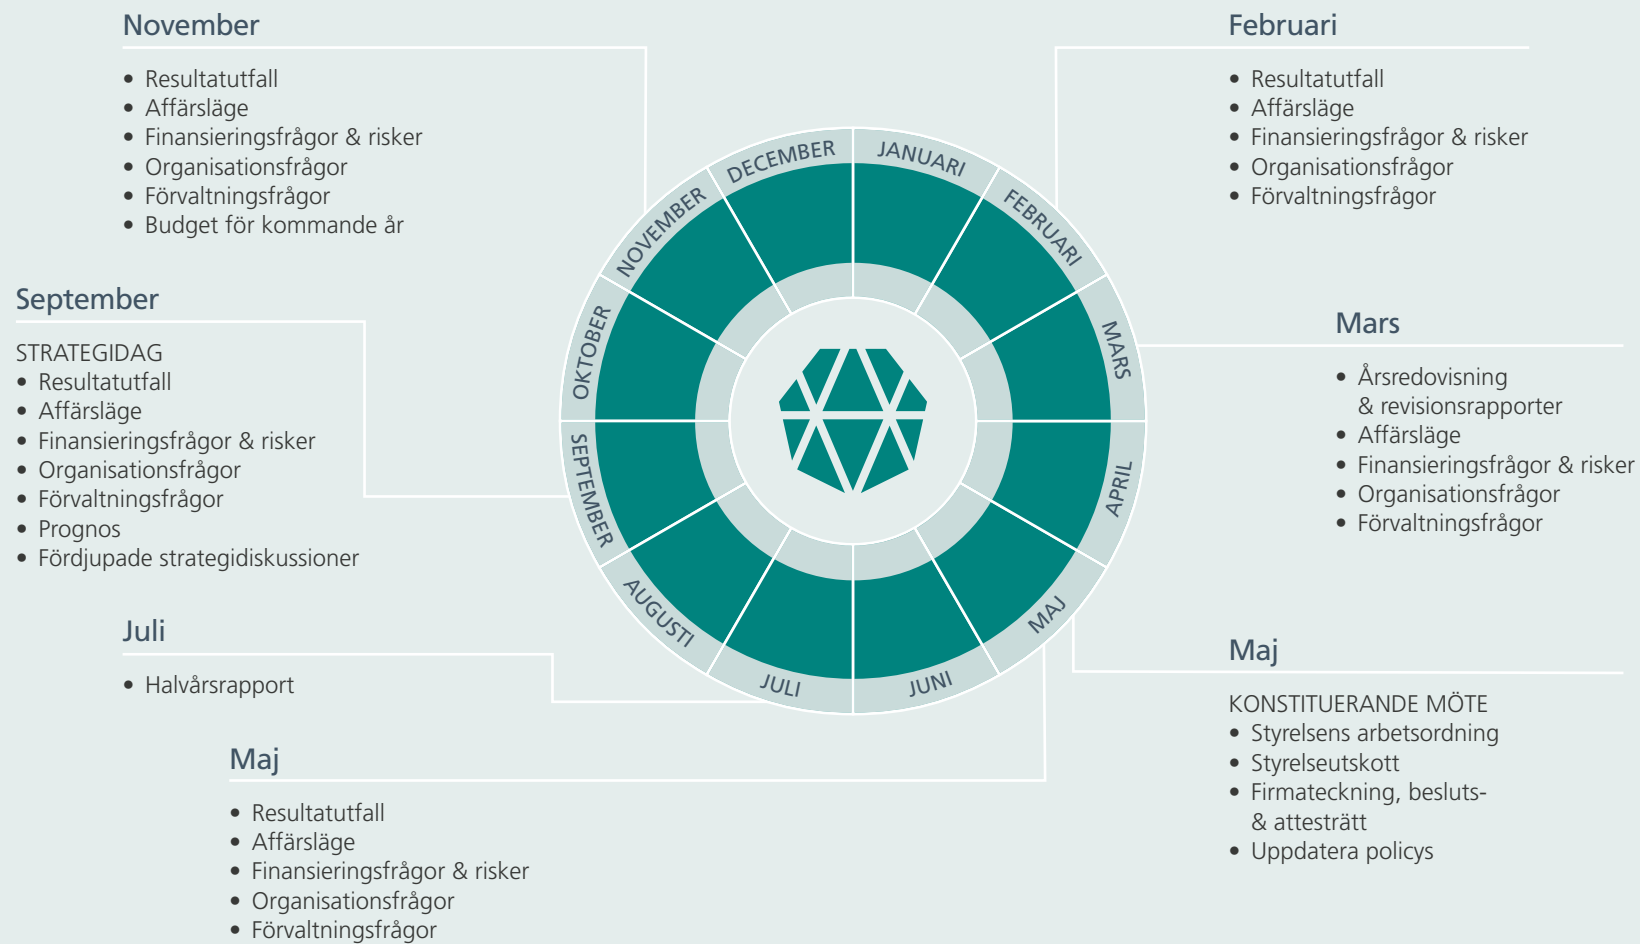 November
• Resultatutfall
• Affärsläge
• Finansieringsfrågor & risker
• Organisationsfrågor
• Förvaltningsfrågor
• Budget för kommande år
Februari
• Resultatutfall
• Affärsläge
• Finansieringsfrågor & risker
• Organisationsfrågor
• Förvaltningsfrågor
JANUARI
FEBRUARI
MARS
APRIL
MAJ
JUNI
JULI
AUGUSTI
SEPTEMBER
OKTOBER
NOVEMBER
DECEMBER
September
STRATEGIDAG
• Resultatutfall
• Affärsläge
• Finansieringsfrågor & risker
• Organisationsfrågor
• Förvaltningsfrågor
• Prognos
• Fördjupade strategidiskussioner
Mars
• Årsredovisning
& revisionsrapporter
• Affärsläge
• Finansieringsfrågor & risker
• Organisationsfrågor
• Förvaltningsfrågor
Juli
• Halvårsrapport
Maj
KONSTITUERANDE MÖTE
• Styrelsens arbetsordning
• Styrelseutskott
• Firmateckning, besluts-
& attesträtt
• Uppdatera policys
Maj
• Resultatutfall
• Affärsläge
• Finansieringsfrågor & risker
• Organisationsfrågor
• Förvaltningsfrågor